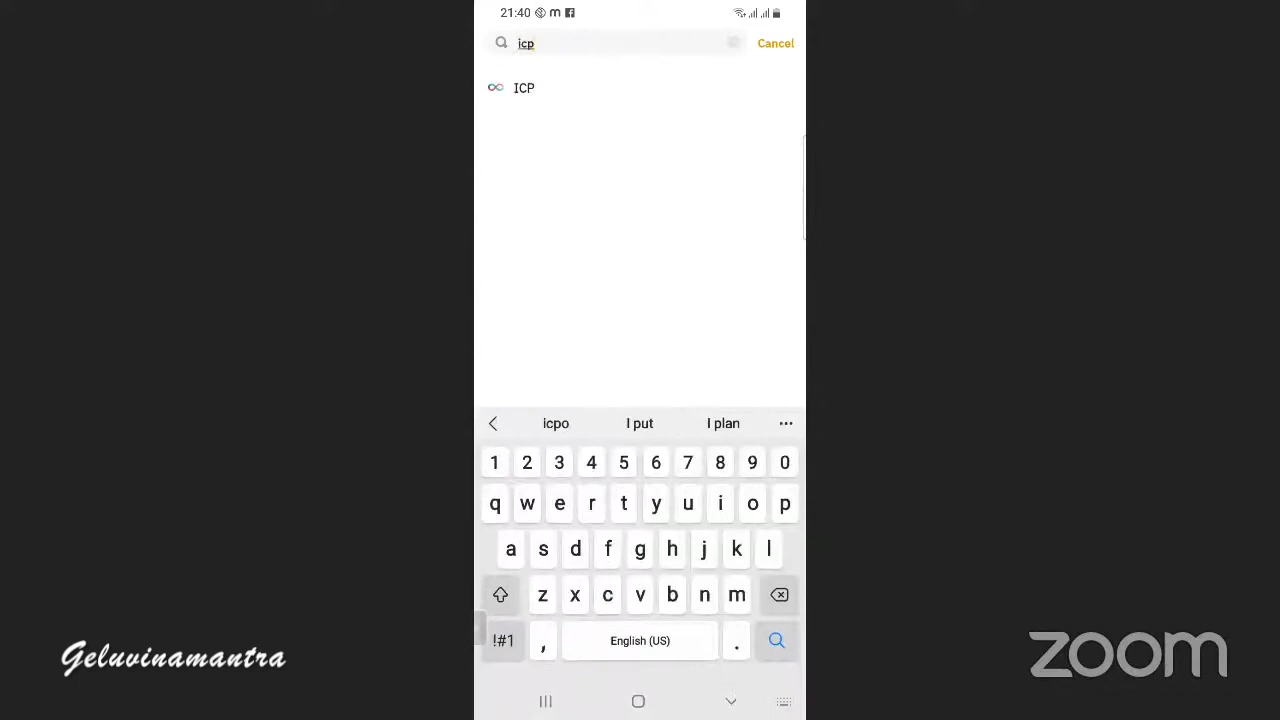 21:40
icp
Cancel
ICP
icpo I put I plan
1 2 3 4 5 6 7 8 9 0
q w e r t y u i o p
a s d f g h j k l
z x c v b n m
!#1 , English (US) .
Geluvinamantra
zoom